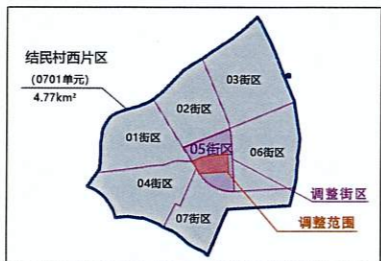 结民村西片区
(0701单元)
4.77km²
03街区
02街区
01街区
05街区
06街区
04街区
07街区
调整街区
调整范围